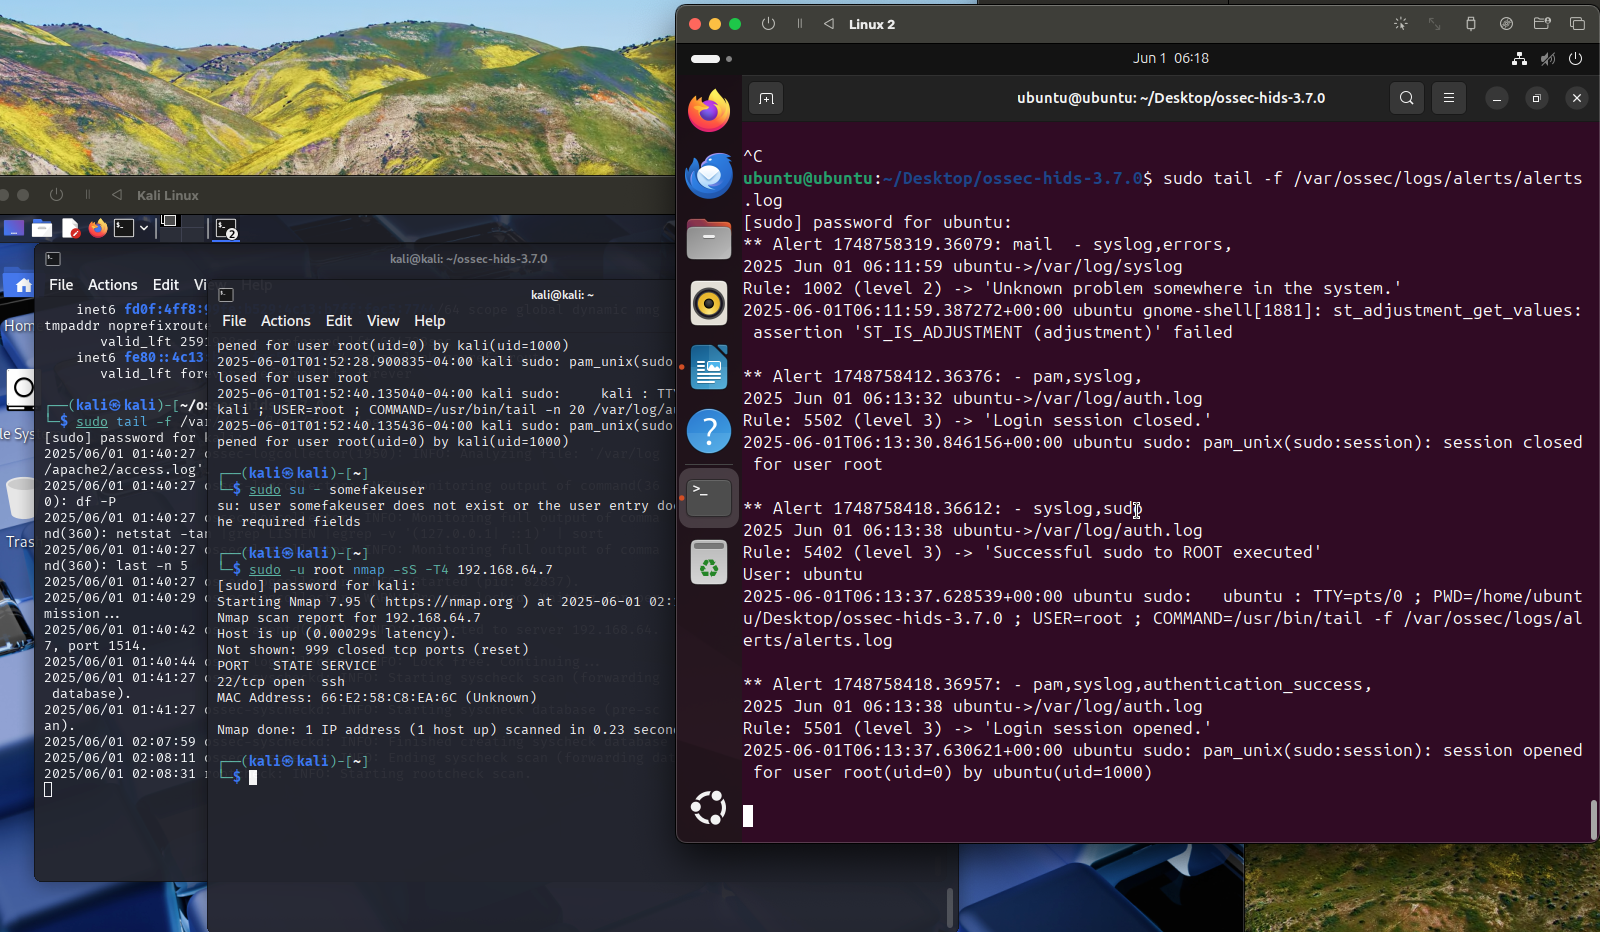 Linux 2
Jun 1 06:18
ubuntu@ubuntu: ~/Desktop/ossec-hids-3.7.0
^C
ubuntu@ubuntu:~/Desktop/ossec-hids-3.7.0$ sudo tail -f /var/ossec/logs/alerts/alerts
.log
[sudo] password for ubuntu:
** Alert 1748758319.36079: mail  - syslog,errors,
2025 Jun 01 06:11:59 ubuntu->/var/log/syslog
Rule: 1002 (level 2) -> 'Unknown problem somewhere in the system.'
2025-06-01T06:11:59.387272+00:00 ubuntu gnome-shell[1881]: st_adjustment_get_values:
 assertion 'ST_IS_ADJUSTMENT (adjustment)' failed
** Alert 1748758412.36376: - pam,syslog,
2025 Jun 01 06:13:32 ubuntu->/var/log/auth.log
Rule: 5502 (level 3) -> 'Login session closed.'
2025-06-01T06:13:30.846156+00:00 ubuntu sudo: pam_unix(sudo:session): session closed
 for user root
** Alert 1748758418.36612: - syslog,sudo
2025 Jun 01 06:13:38 ubuntu->/var/log/auth.log
Rule: 5402 (level 3) -> 'Successful sudo to ROOT executed'
User: ubuntu
2025-06-01T06:13:37.628539+00:00 ubuntu sudo:   ubuntu : TTY=pts/0 ; PWD=/home/ubunt
u/Desktop/ossec-hids-3.7.0 ; USER=root ; COMMAND=/usr/bin/tail -f /var/ossec/logs/al
erts/alerts.log
** Alert 1748758418.36957: - pam,syslog,authentication_success,
2025 Jun 01 06:13:38 ubuntu->/var/log/auth.log
Rule: 5501 (level 3) -> 'Login session opened.'
2025-06-01T06:13:37.630621+00:00 ubuntu sudo: pam_unix(sudo:session): session opened
 for user root(uid=0) by ubuntu(uid=1000)
Kali Linux
2
kali@kali: ~/ossec-hids-3.7.0
File Actions Edit Vi Help
inet6 fd0f:4ff8:
tmpaddr noprefixroute
valid_lft 259
inet6 fe80::4c13
valid_lft fore
(kali㉿kali)-[~/os
$ sudo tail -f /var
[sudo] password for k
2025/06/01 01:40:27
/apache2/access.log'
2025/06/01 01:40:27
0): df -P
2025/06/01 01:40:27
nd(360): netstat -tan
2025/06/01 01:40:27
nd(360): last -n 5
2025/06/01 01:40:27
2025/06/01 01:40:29
mission...
2025/06/01 01:40:42
7, port 1514.
2025/06/01 01:40:44
2025/06/01 01:41:27
 database).
2025/06/01 01:41:27
an).
2025/06/01 02:07:59
2025/06/01 02:08:11
2025/06/01 02:08:31
kali@kali: ~
File Actions Edit View Help
pened for user root(uid=0) by kali(uid=1000)
2025-06-01T01:52:28.900835-04:00 kali sudo: pam_unix(sudo
losed for user root
2025-06-01T01:52:40.135040-04:00 kali sudo:     kali : TTY
kali ; USER=root ; COMMAND=/usr/bin/tail -n 20 /var/log/au
2025-06-01T01:52:40.135436-04:00 kali sudo: pam_unix(sudo
pened for user root(uid=0) by kali(uid=1000)
(kali㉿kali)-[~]
$ sudo su - somefakeuser
su: user somefakeuser does not exist or the user entry doe
he required fields
(kali㉿kali)-[~]
$ sudo -u root nmap -sS -T4 192.168.64.7
[sudo] password for kali:
Starting Nmap 7.95 ( https://nmap.org ) at 2025-06-01 02:
Nmap scan report for 192.168.64.7
Host is up (0.00029s latency).
Not shown: 999 closed tcp ports (reset)
PORT   STATE SERVICE
22/tcp open  ssh
MAC Address: 66:E2:58:C8:EA:6C (Unknown)
Nmap done: 1 IP address (1 host up) scanned in 0.23 secon
(kali㉿kali)-[~]
$
Hom
le Sys
Tras